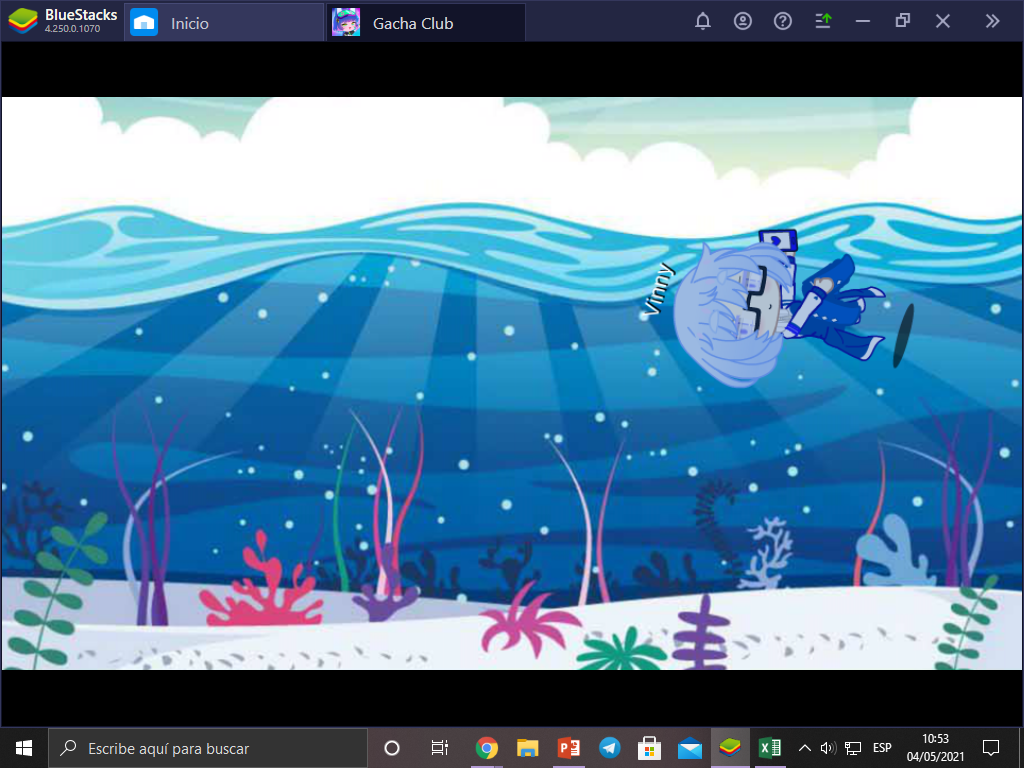 BlueStacks
4.250.0.1070
Inicio
Gacha Club
Vinny
Escribe aquí para buscar
ESP
10:53
04/05/2021